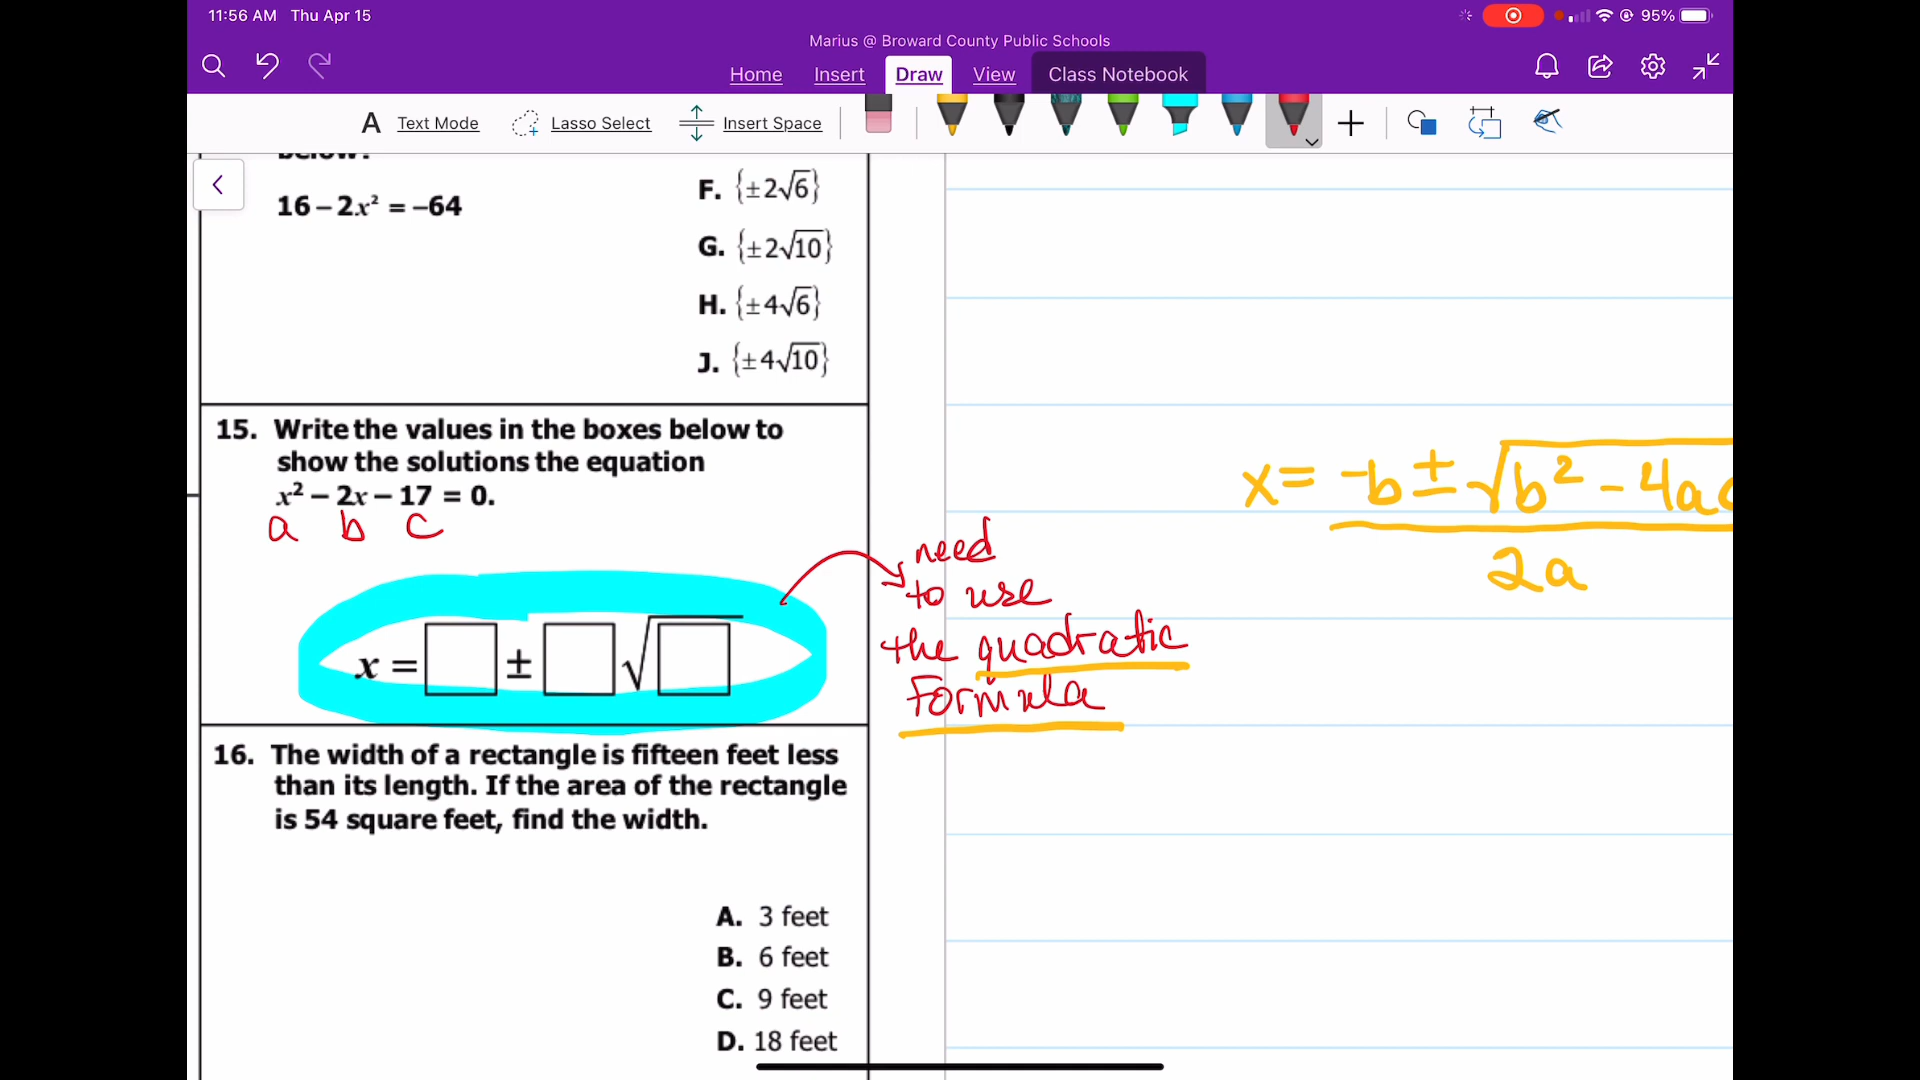 11:56 AM Thu Apr 15
95%
Marius @ Broward County Public Schools
Home Insert Draw View Class Notebook
A Text Mode Lasso Select Insert Space
below?
16 – 2x² = –64
F. {±2√6}
G. {±2√10}
H. {±4√6}
J. {±4√10}
15. Write the values in the boxes below to
show the solutions the equation
x² – 2x – 17 = 0.
a b c
x = □ ± □ √□
need
to use
the quadratic
Formula
x = -b ± √b² - 4ac
2a
16. The width of a rectangle is fifteen feet less
than its length. If the area of the rectangle
is 54 square feet, find the width.
A. 3 feet
B. 6 feet
C. 9 feet
D. 18 feet